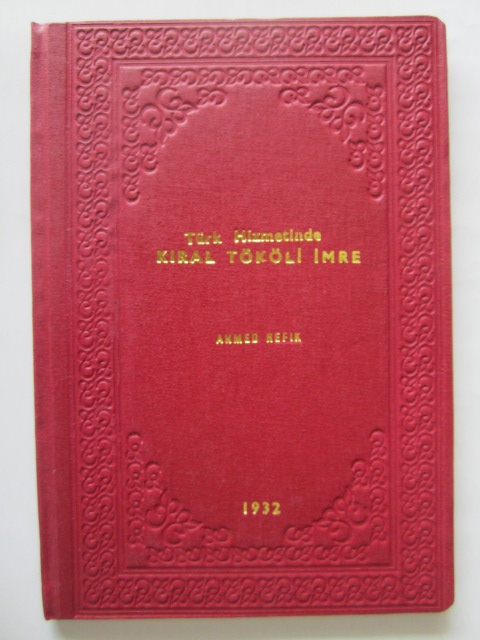 Türk Hizmetinde
KIRAL TÖKÖLİ İMRE
AHMED REFİK
1932